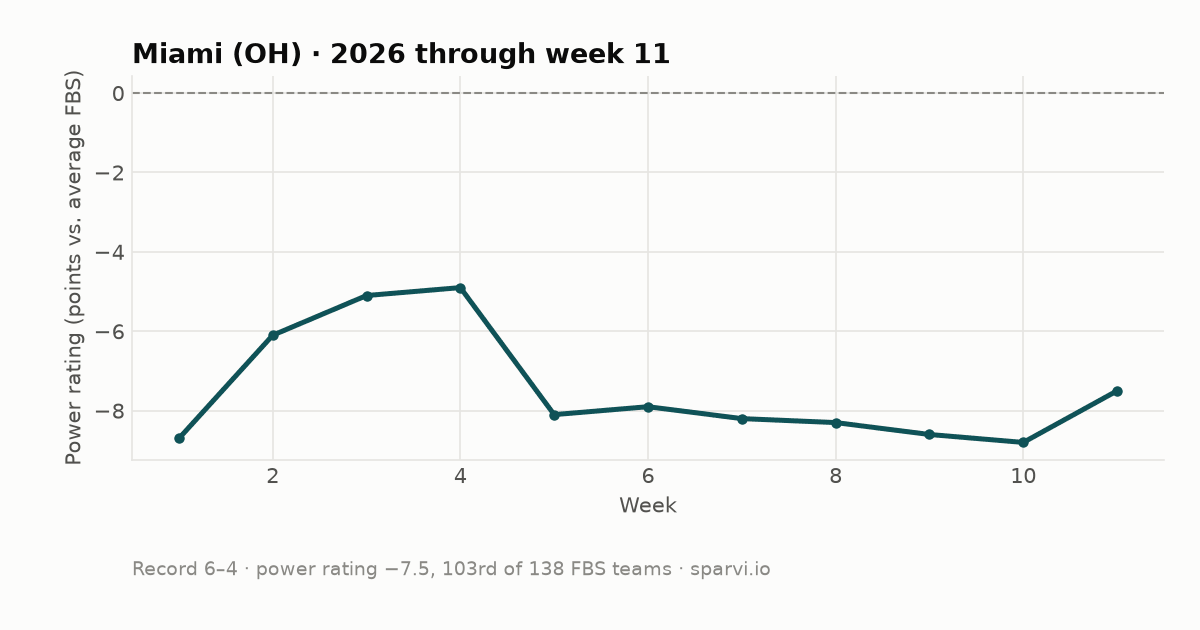 Miami (OH) · 2026 through week 11
Power rating (points vs. average FBS)
0
−2
−4
−6
−8
2 4 6 8 10
Week
Record 6–4 · power rating −7.5, 103rd of 138 FBS teams · sparvi.io